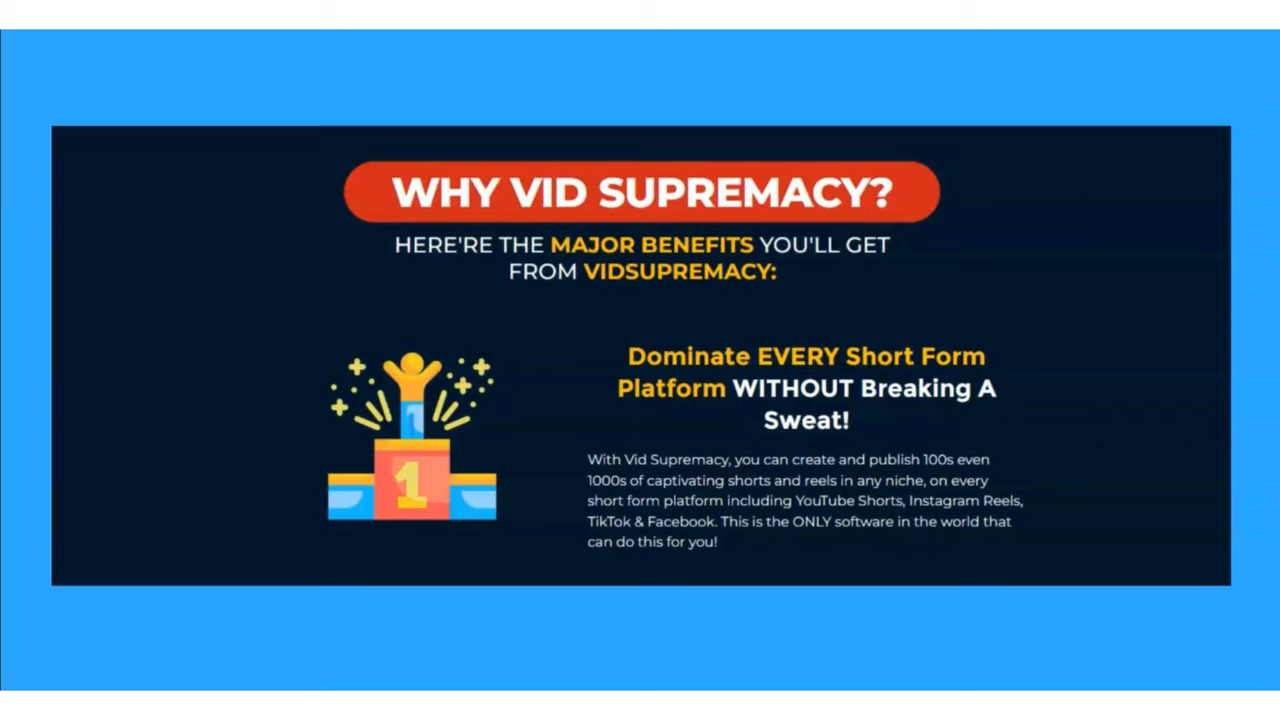 WHY VID SUPREMACY?
HERE'RE THE MAJOR BENEFITS YOU'LL GET
FROM VIDSUPREMACY:
Dominate EVERY Short Form
Platform WITHOUT Breaking A
Sweat!
With Vid Supremacy, you can create and publish 100s even
1000s of captivating shorts and reels in any niche, on every
short form platform including YouTube Shorts, Instagram Reels,
TikTok & Facebook. This is the ONLY software in the world that
can do this for you!
1
1